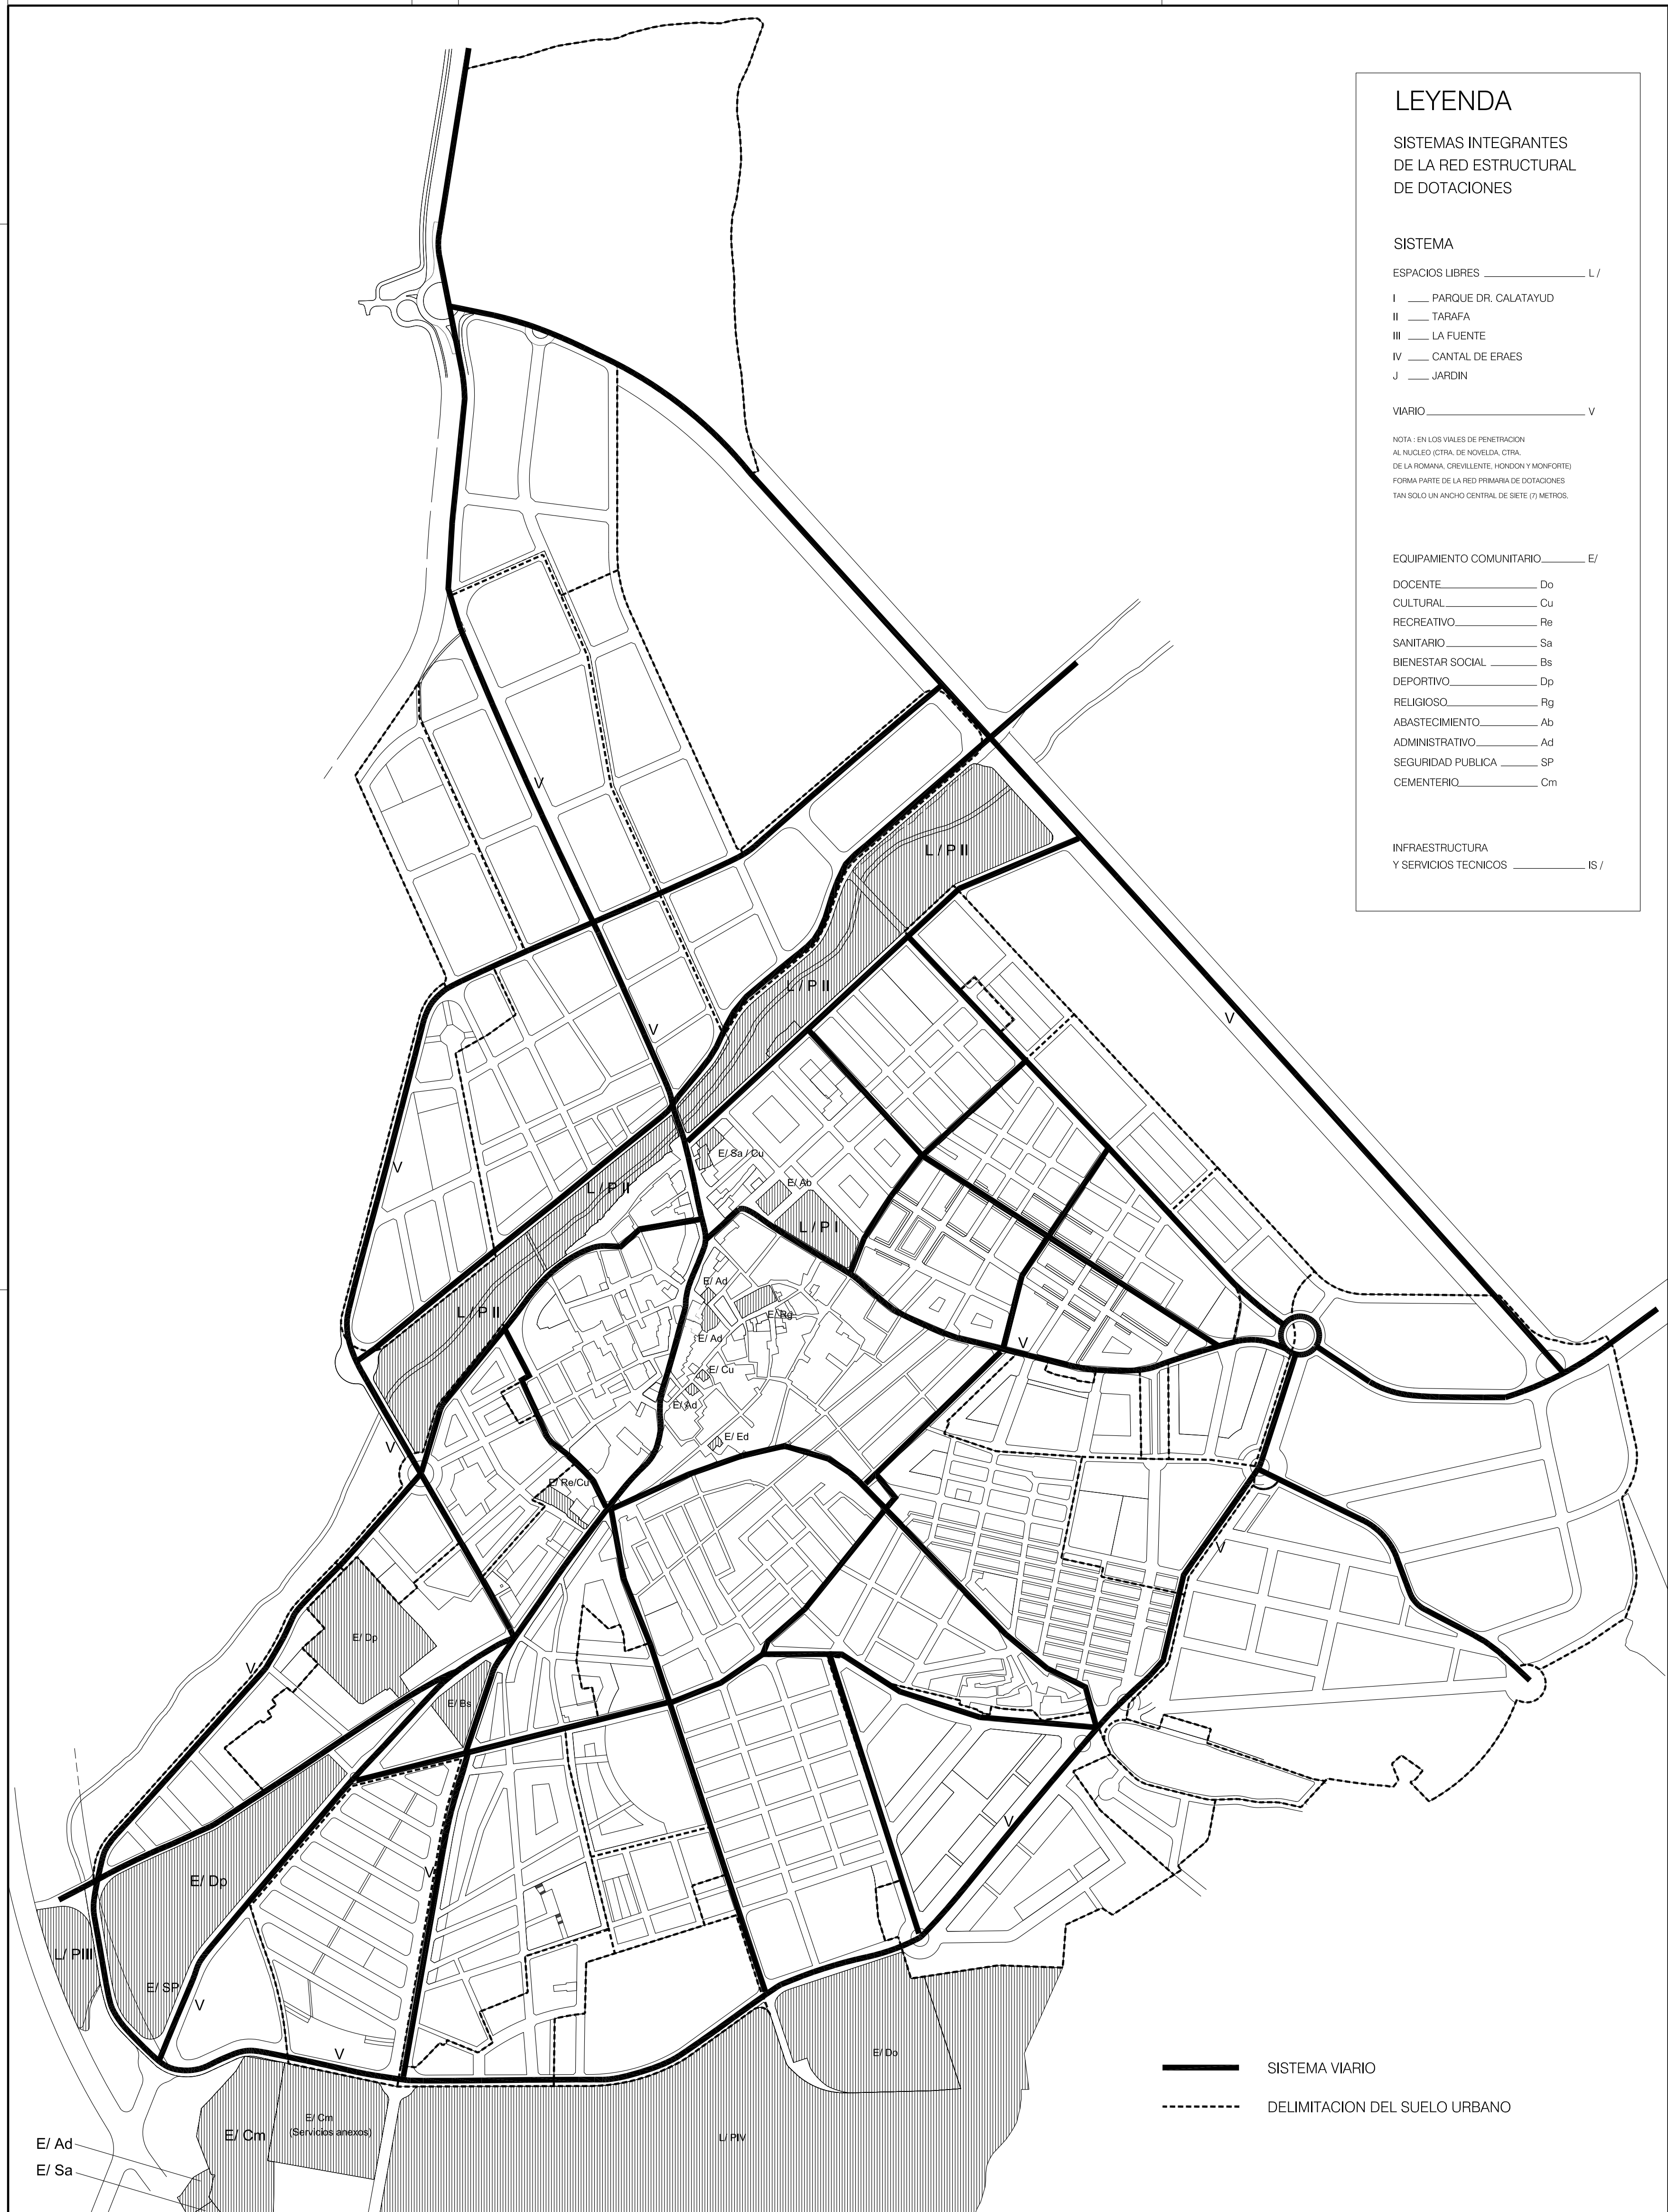 LEYENDA
SISTEMAS INTEGRANTES
DE LA RED ESTRUCTURAL
DE DOTACIONES
SISTEMA
ESPACIOS LIBRES L /
I PARQUE DR. CALATAYUD
II TARAFA
III LA FUENTE
IV CANTAL DE ERAES
J JARDIN
VIARIO V
NOTA : EN LOS VIALES DE PENETRACION
AL NUCLEO (CTRA. DE NOVELDA, CTRA.
DE LA ROMANA, CREVILLENTE, HONDON Y MONFORTE)
FORMA PARTE DE LA RED PRIMARIA DE DOTACIONES
TAN SOLO UN ANCHO CENTRAL DE SIETE (7) METROS.
EQUIPAMIENTO COMUNITARIO E/
DOCENTE Do
CULTURAL Cu
RECREATIVO Re
SANITARIO Sa
BIENESTAR SOCIAL Bs
DEPORTIVO Dp
RELIGIOSO Rg
ABASTECIMIENTO Ab
ADMINISTRATIVO Ad
SEGURIDAD PUBLICA SP
CEMENTERIO Cm
INFRAESTRUCTURA
Y SERVICIOS TECNICOS IS /
V
L / P II
L / P II
V
V
E/ Sa / Cu
V
E/ Ab
L / P II
L / P I
E/ Ad
L / P II
E/ Rg
E/ Ad
V
E/ Cu
E/ Ad
E/ Ed
V
E/ Re/Cu
V
E/ Dp
V
E/ Bs
V
V
E/ Dp
L/ PIII
E/ SP
V
V
E/ Do
E/ Cm
(Servicios anexos)
E/ Cm
L/ PIV
E/ Ad
E/ Sa
SISTEMA VIARIO
DELIMITACION DEL SUELO URBANO